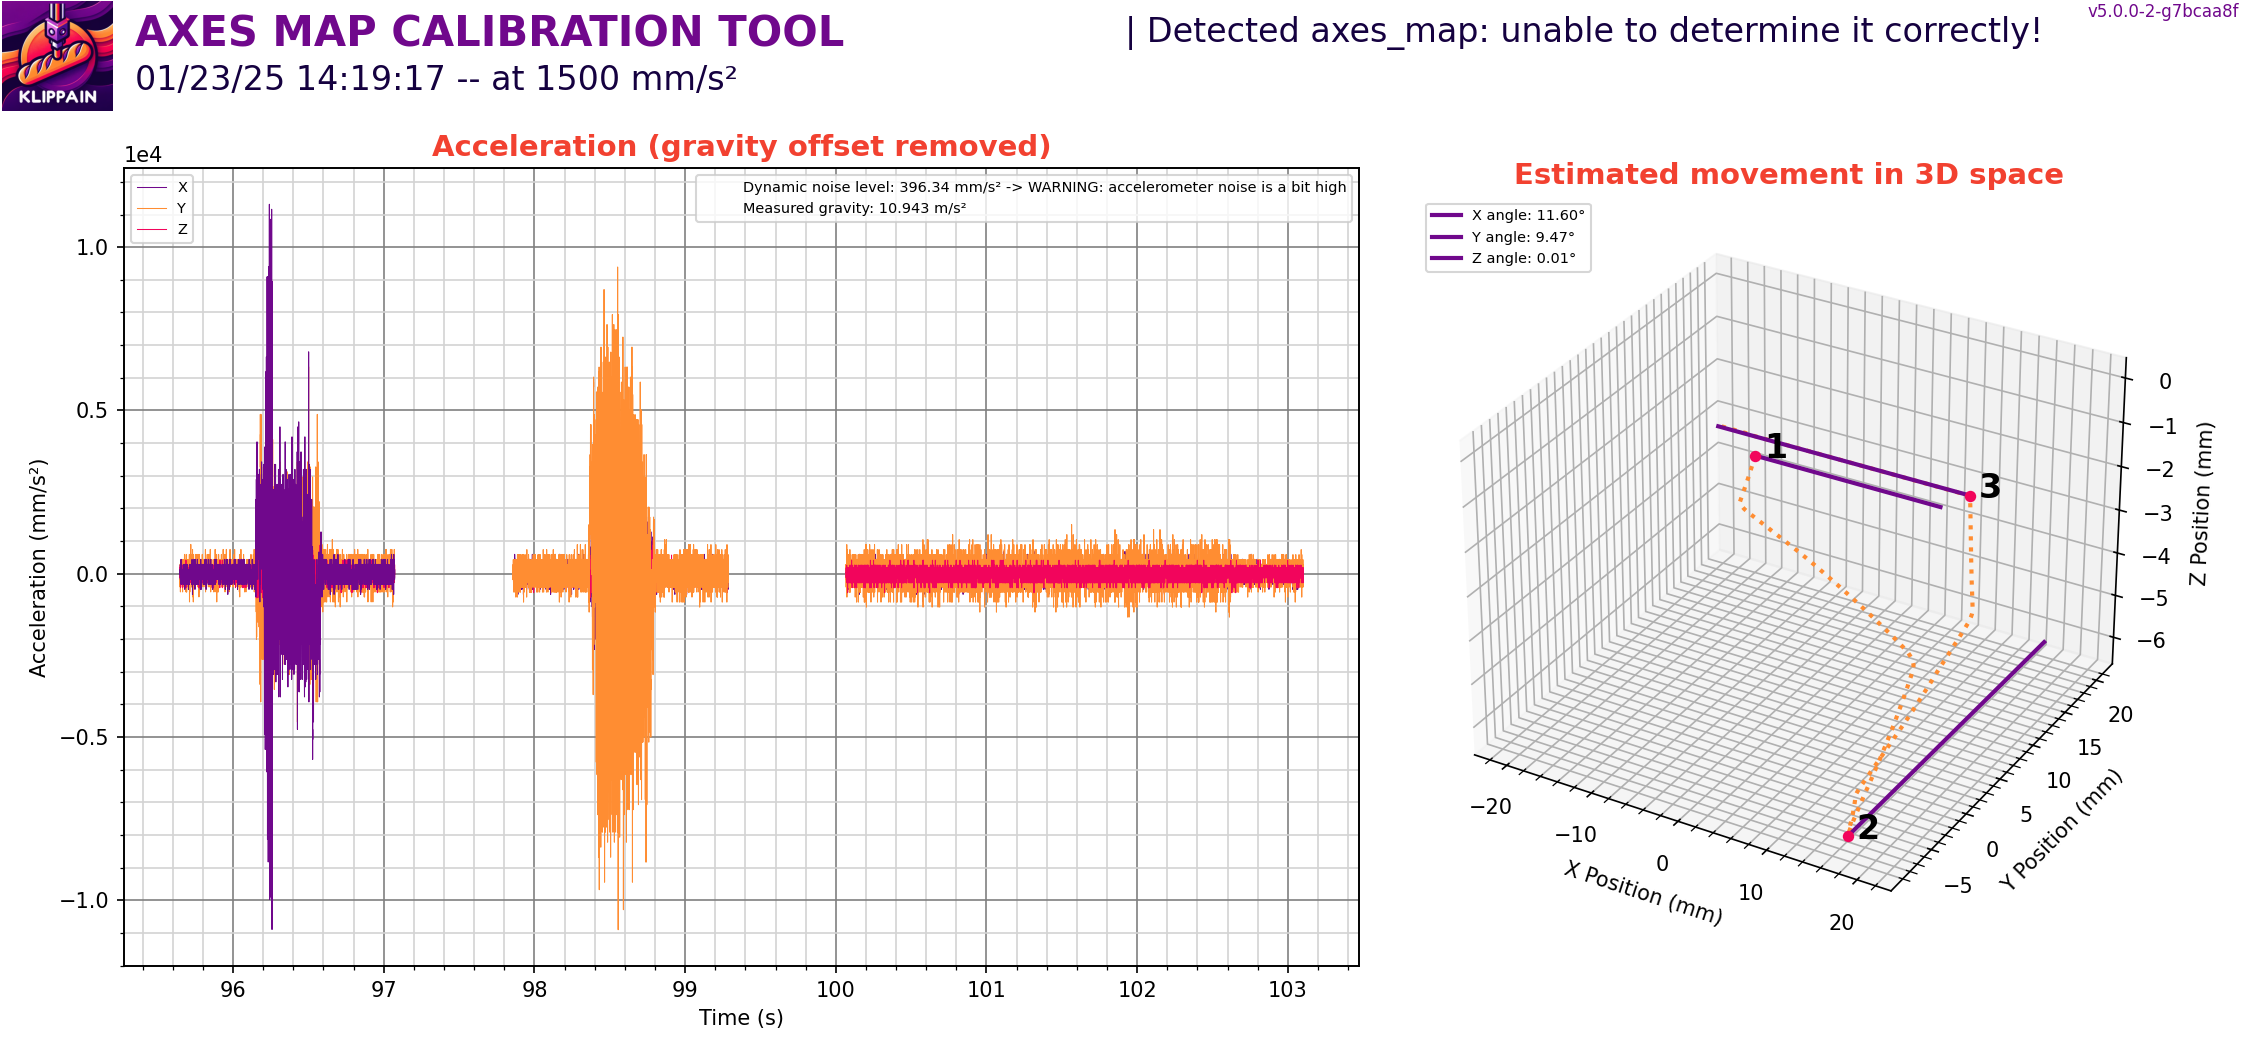 AXES MAP CALIBRATION TOOL
| Detected axes_map: unable to determine it correctly!
v5.0.0-2-g7bcaa8f
01/23/25 14:19:17 -- at 1500 mm/s²
KLIPPAIN
Acceleration (gravity offset removed)
1e4
X
Y
Z
Dynamic noise level: 396.34 mm/s² -> WARNING: accelerometer noise is a bit high
Measured gravity: 10.943 m/s²
1.0
0.5
0.0
−0.5
−1.0
Acceleration (mm/s²)
96 97 98 99 100 101 102 103
Time (s)
Estimated movement in 3D space
X angle: 11.60°
Y angle: 9.47°
Z angle: 0.01°
1
3
2
0
−1
−2
−3
−4
−5
−6
Z Position (mm)
20
15
10
5
0
−5
Y Position (mm)
−20
−10
0
10
20
X Position (mm)